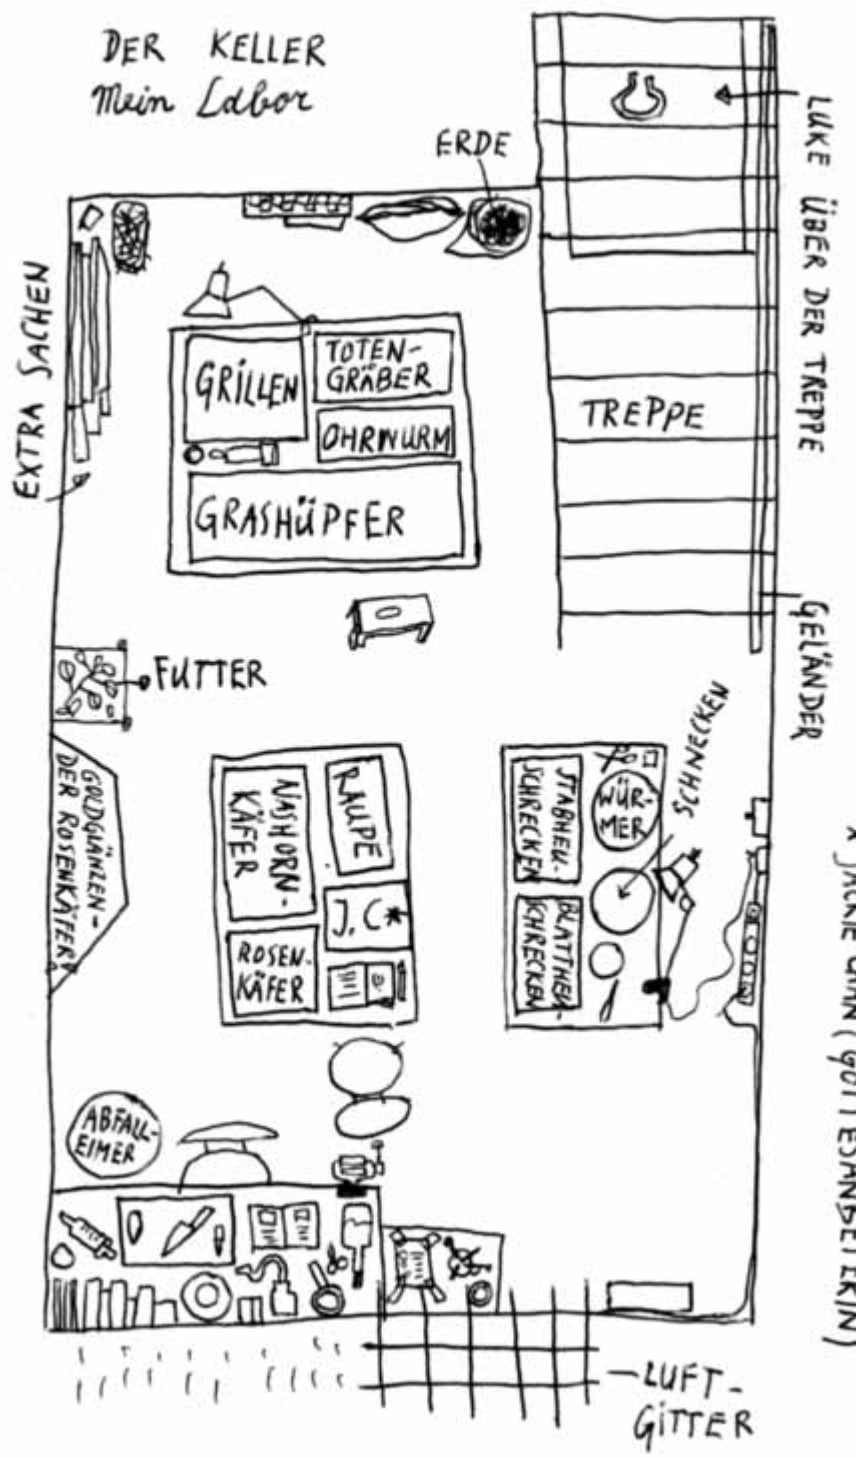 DER KELLER
Mein Labor
ERDE
LUKE ÜBER DER TREPPE
EXTRA SACHEN
GRILLEN
TOTEN-
GRÄBER
OHRWURM
GRASHÜPFER
TREPPE
GELÄNDER
FUTTER
GOLDGLÄNZEN-
DER ROSENKÄFER
NASHORN-
KÄFER
RAUPE
J.C*
ROSEN-
KÄFER
STABHEU-
SCHRECKEN
WÜR-
MER
SCHNECKEN
BLATTHEU-
SCHRECKEN
* JACKIE CHAN (GOTTESANBETERIN)
ABFALL-
EIMER
LUFT-
GITTER